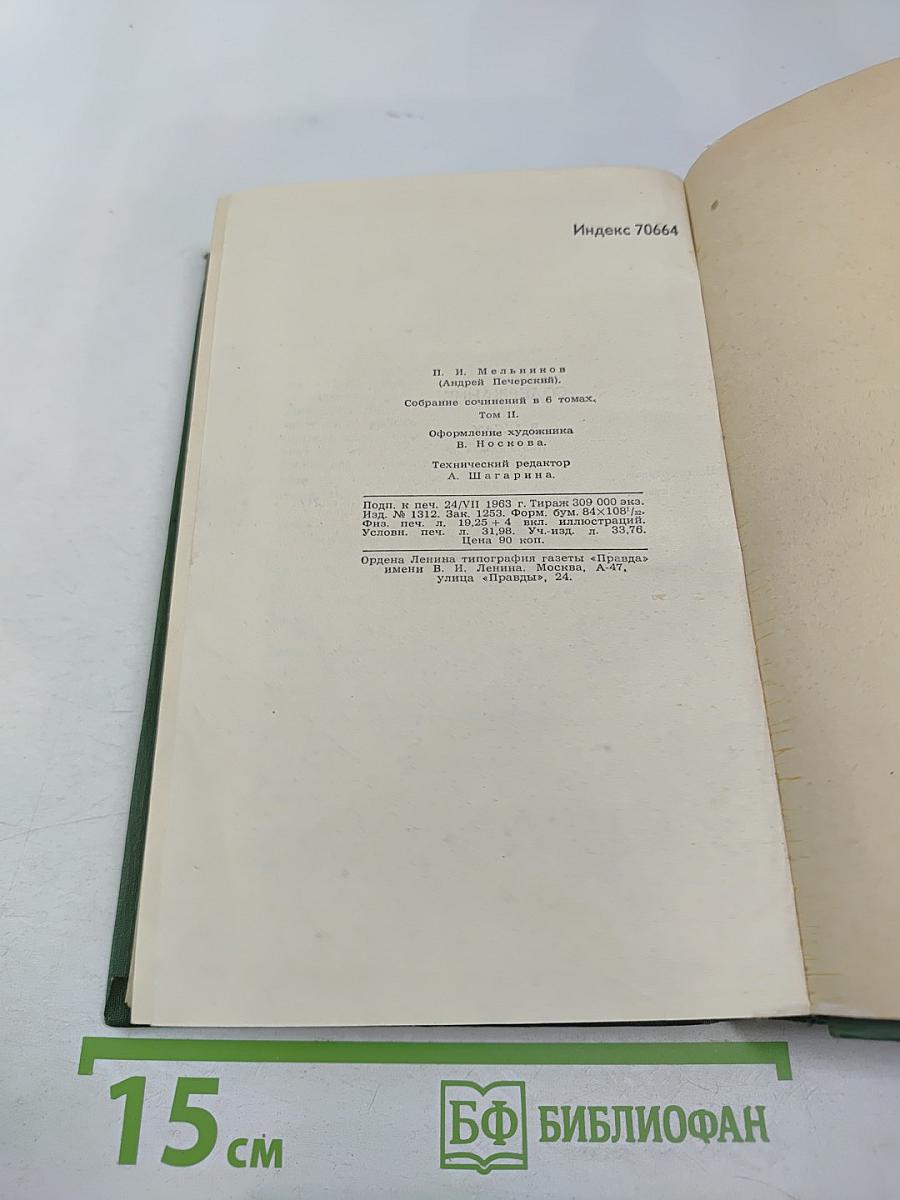 Индекс 70664
П. И. Мельников
(Андрей Печерский).
Собрание сочинений в 6 томах.
Том II.
Оформление художника
В. Носкова.
Технический редактор
А. Шагарина.
Подп. к печ. 24/VII 1963 г. Тираж 309 000 экз.
Изд. № 1312. Зак. 1253. Форм. бум. 84×108¹/₃₂.
Физ. печ. л. 19,25 + 4 вкл. иллюстраций.
Условн. печ. л. 31,98. Уч.-изд. л. 33,76.
Цена 90 коп.
Ордена Ленина типография газеты «Правда»
имени В. И. Ленина. Москва, А-47,
улица «Правды», 24.
15 см
БФ БИБЛИОФАН